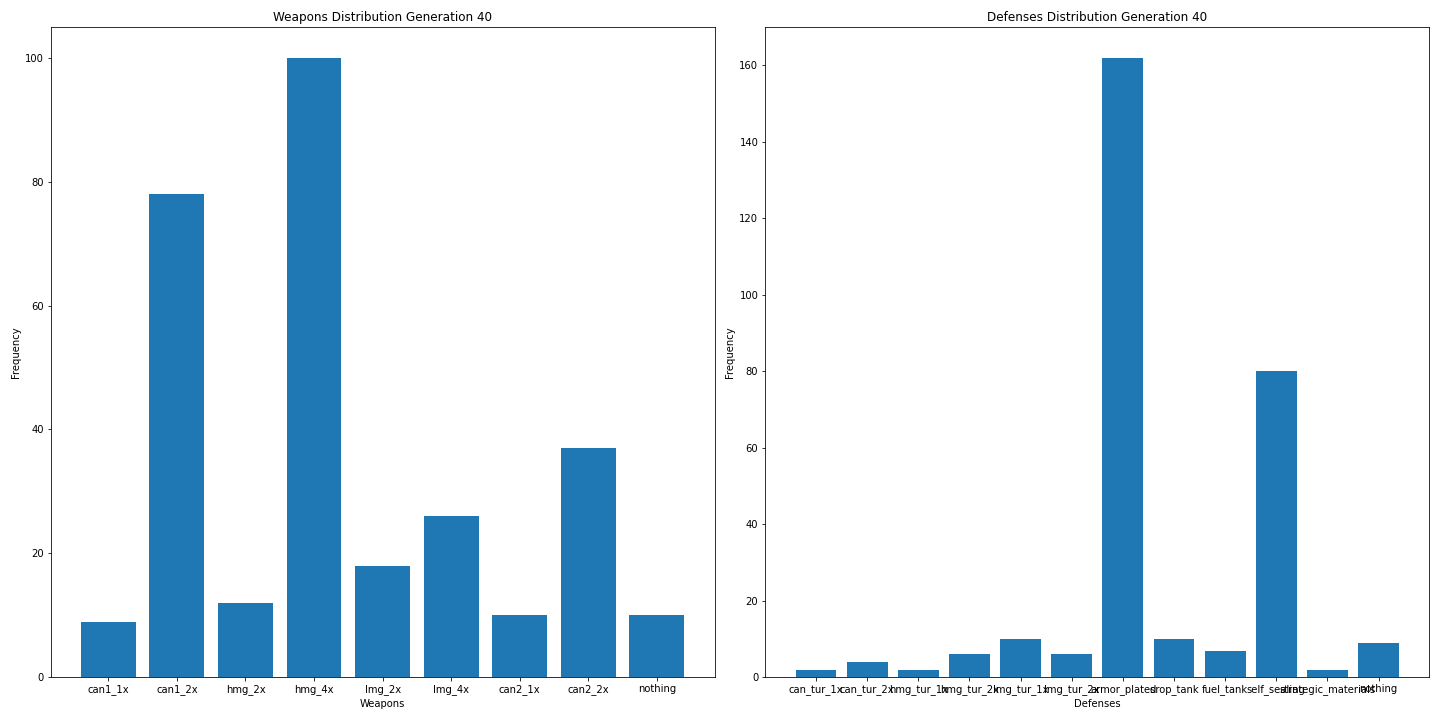 Weapons Distribution Generation 40
Frequency
100
80
60
40
20
0
can1_1x can1_2x hmg_2x hmg_4x lmg_2x lmg_4x can2_1x can2_2x nothing
Weapons
Defenses Distribution Generation 40
Frequency
160
140
120
100
80
60
40
20
0
can_tur_1x can_tur_2x hmg_tur_1x hmg_tur_2x lmg_tur_1x lmg_tur_2x armor_plated drop_tank fuel_tank self_sealing strategic_materials nothing
Defenses